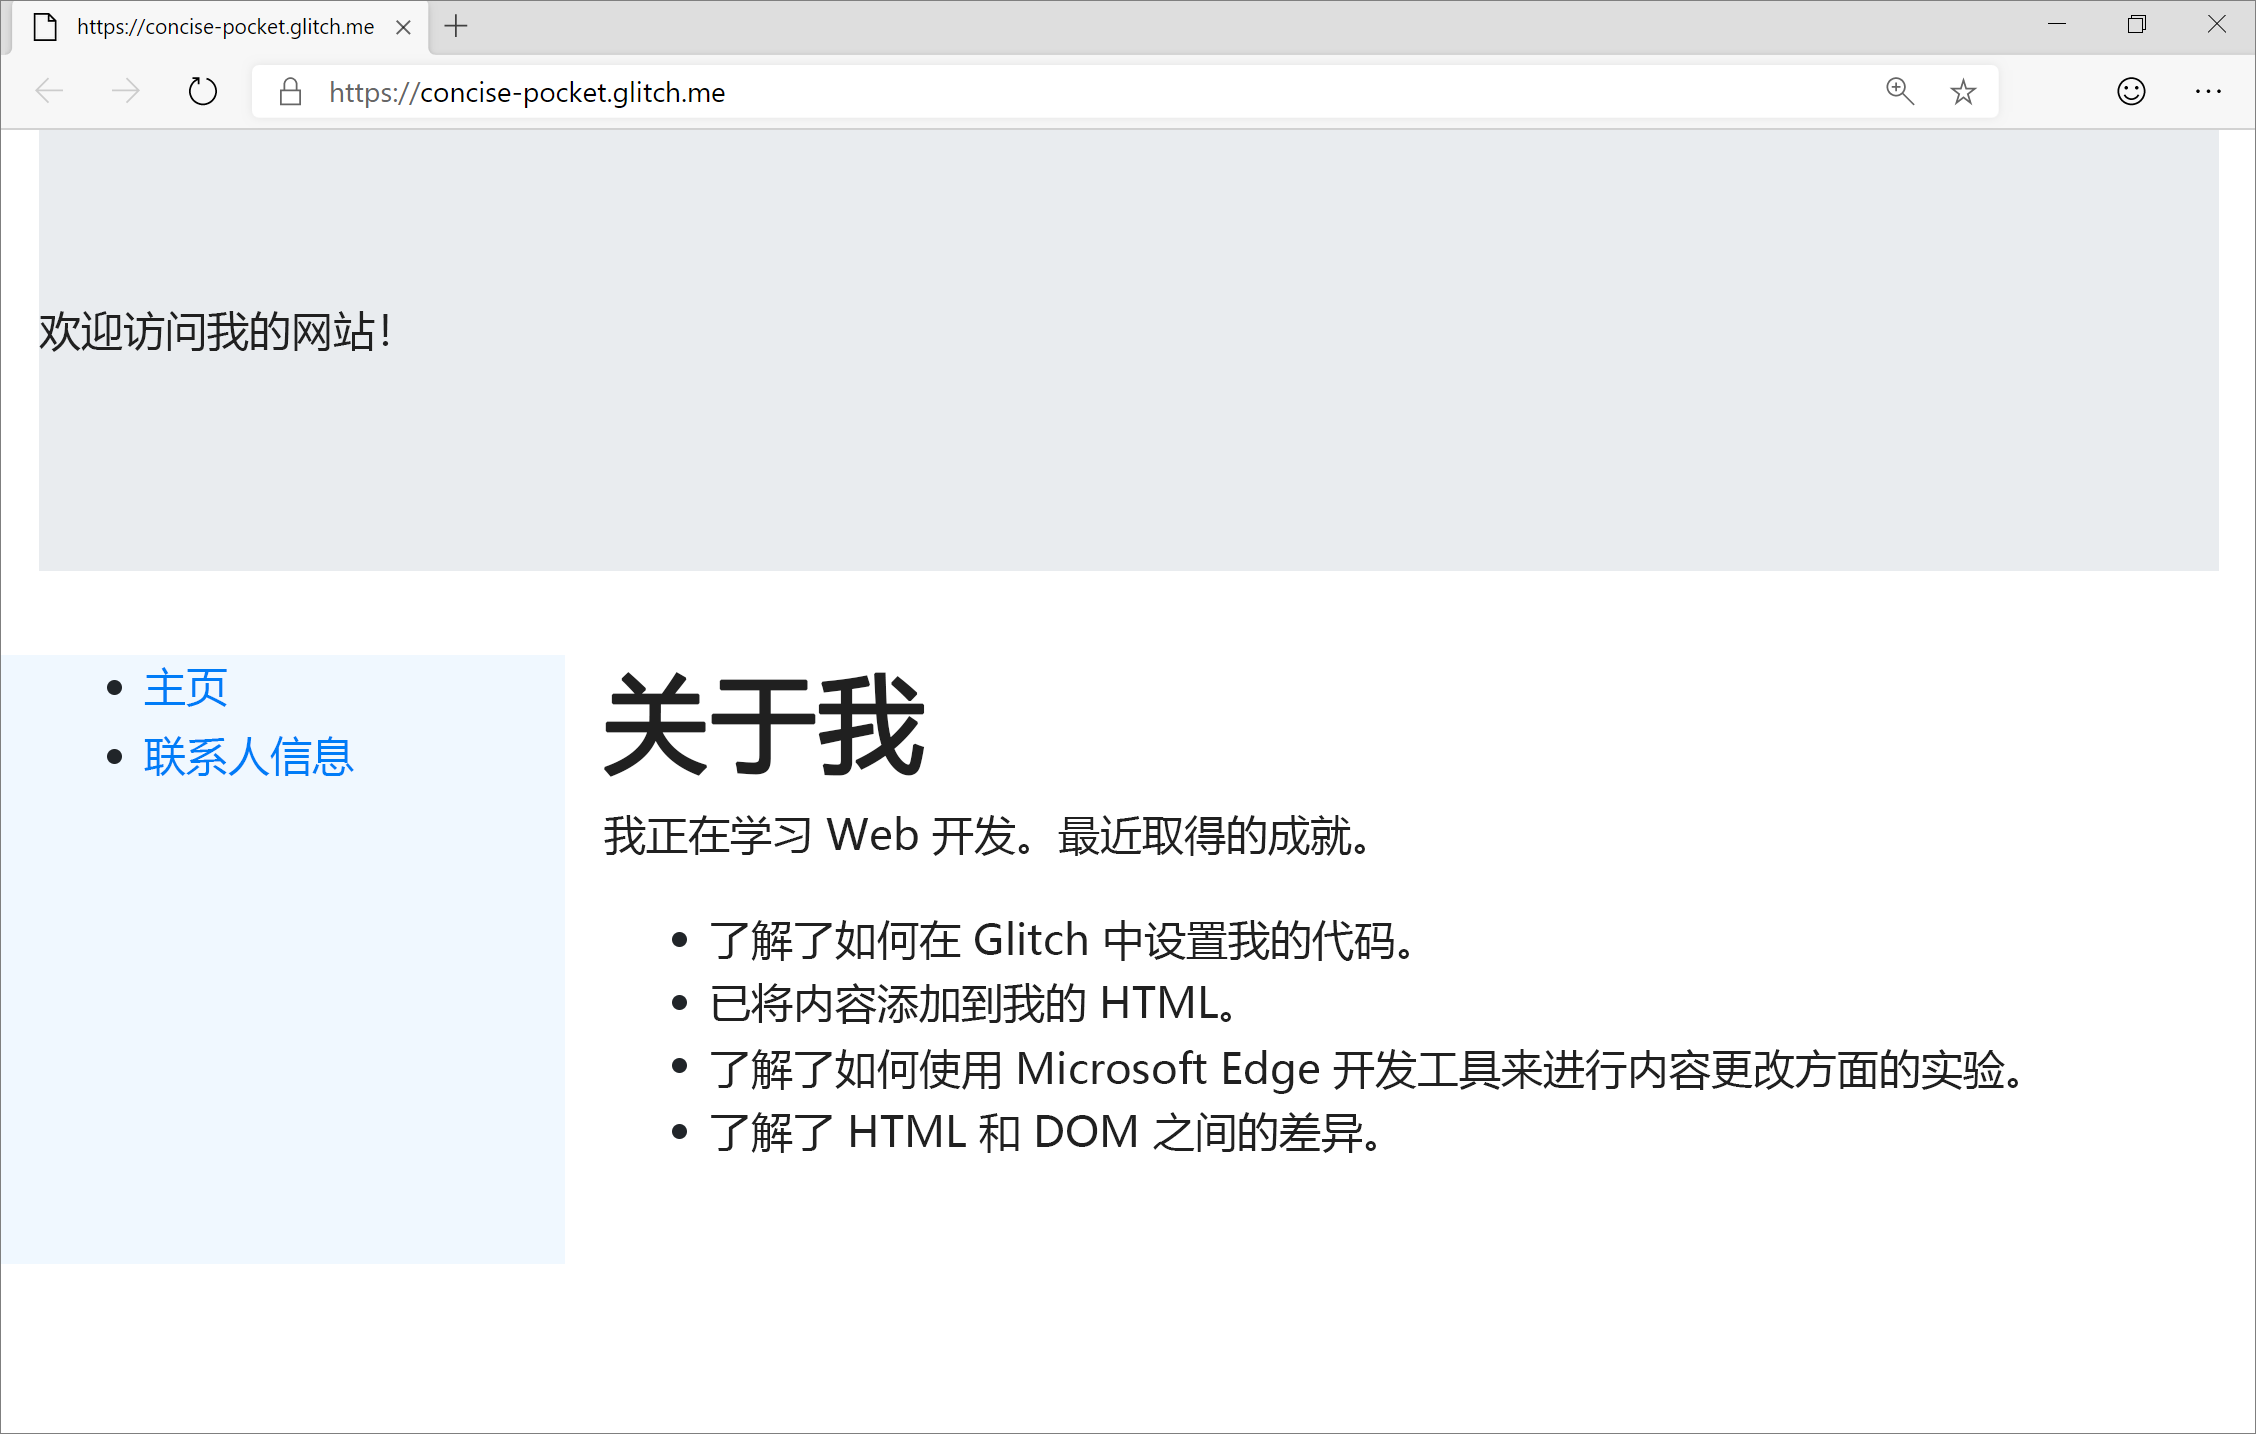 https://concise-pocket.glitch.me
https://concise-pocket.glitch.me
欢迎访问我的网站！
主页
联系人信息
关于我
我正在学习 Web 开发。最近取得的成就。
了解了如何在 Glitch 中设置我的代码。
已将内容添加到我的 HTML。
了解了如何使用 Microsoft Edge 开发工具来进行内容更改方面的实验。
了解了 HTML 和 DOM 之间的差异。